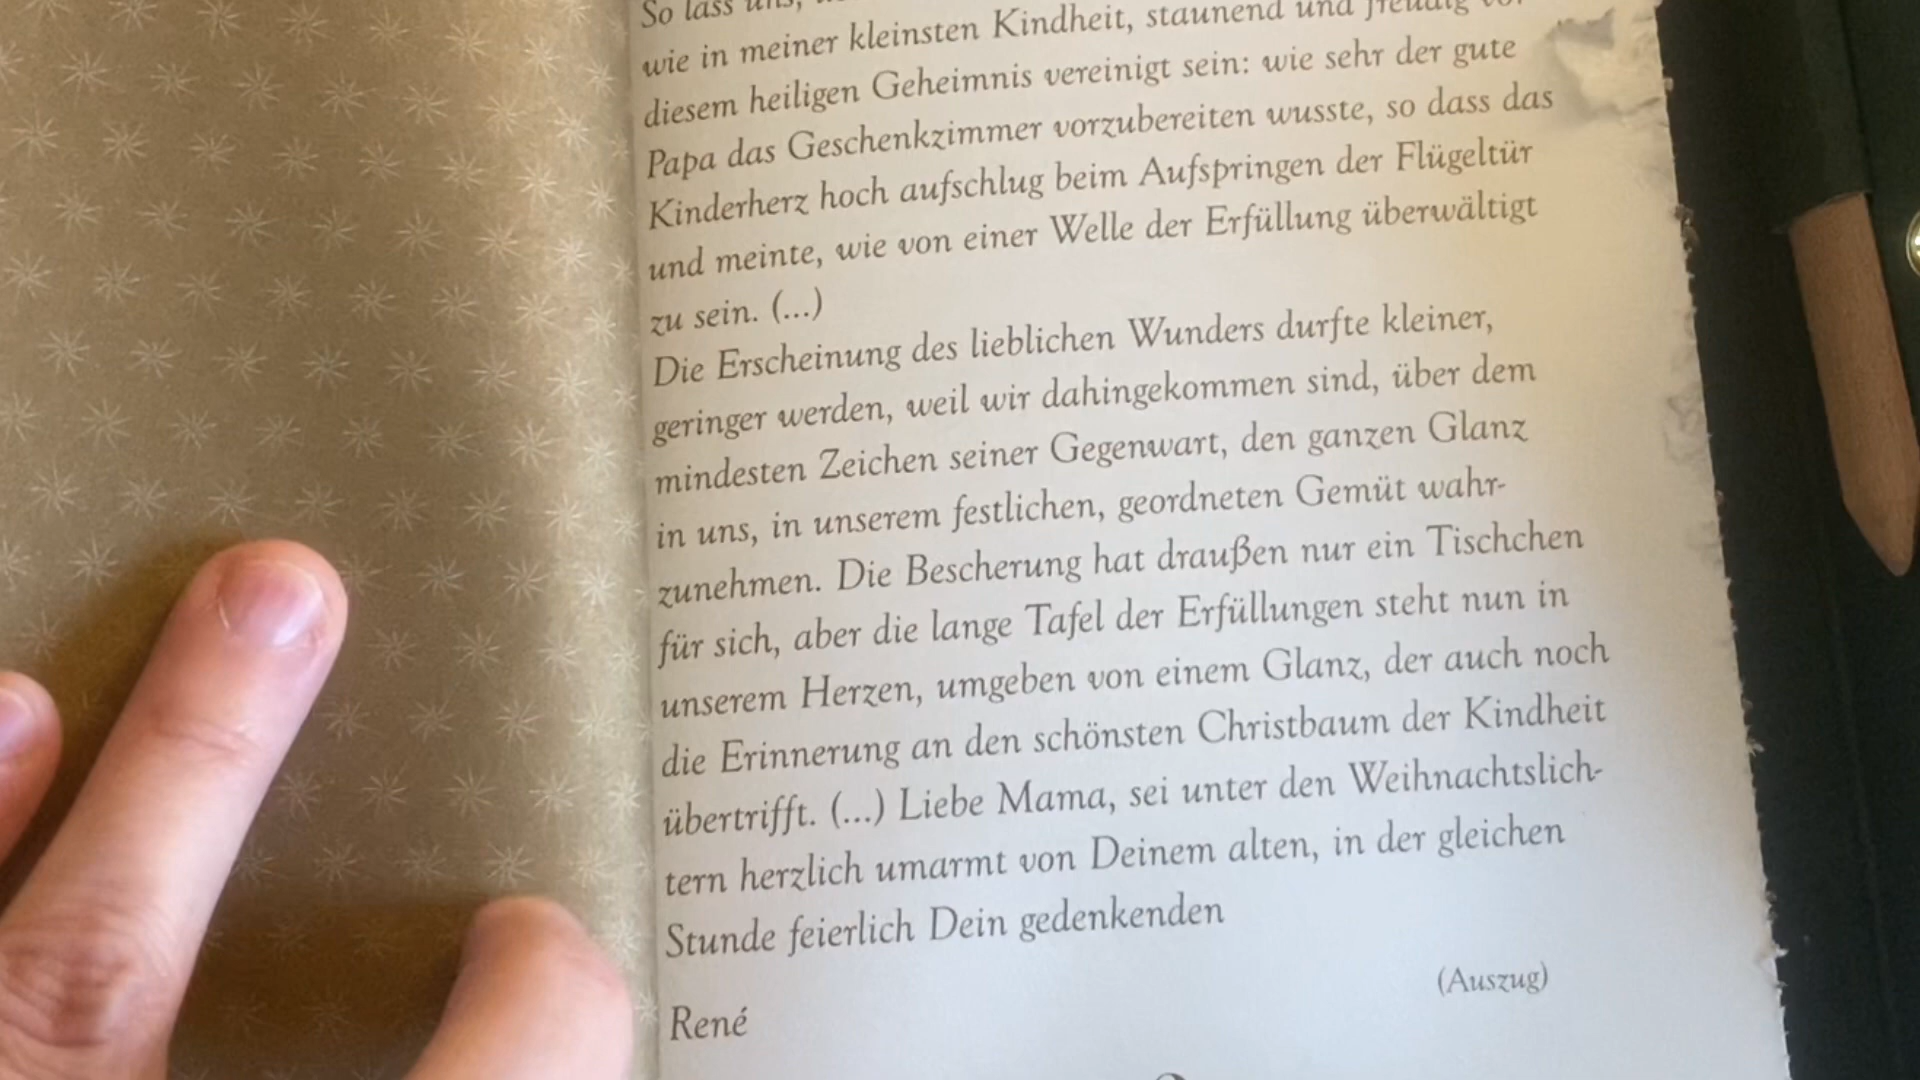 So lass uns,
wie in meiner kleinsten Kindheit, staunend und freudig
diesem heiligen Geheimnis vereinigt sein: wie sehr der gute
Papa das Geschenkzimmer vorzubereiten wusste, so dass das
Kinderherz hoch aufschlug beim Aufspringen der Flügeltür
und meinte, wie von einer Welle der Erfüllung überwältigt
zu sein. (...)
Die Erscheinung des lieblichen Wunders durfte kleiner,
geringer werden, weil wir dahingekommen sind, über dem
mindesten Zeichen seiner Gegenwart, den ganzen Glanz
in uns, in unserem festlichen, geordneten Gemüt wahr-
zunehmen. Die Bescherung hat draußen nur ein Tischchen
für sich, aber die lange Tafel der Erfüllungen steht nun in
unserem Herzen, umgeben von einem Glanz, der auch noch
die Erinnerung an den schönsten Christbaum der Kindheit
übertrifft. (...) Liebe Mama, sei unter den Weihnachtslich-
tern herzlich umarmt von Deinem alten, in der gleichen
Stunde feierlich Dein gedenkenden
(Auszug)
René